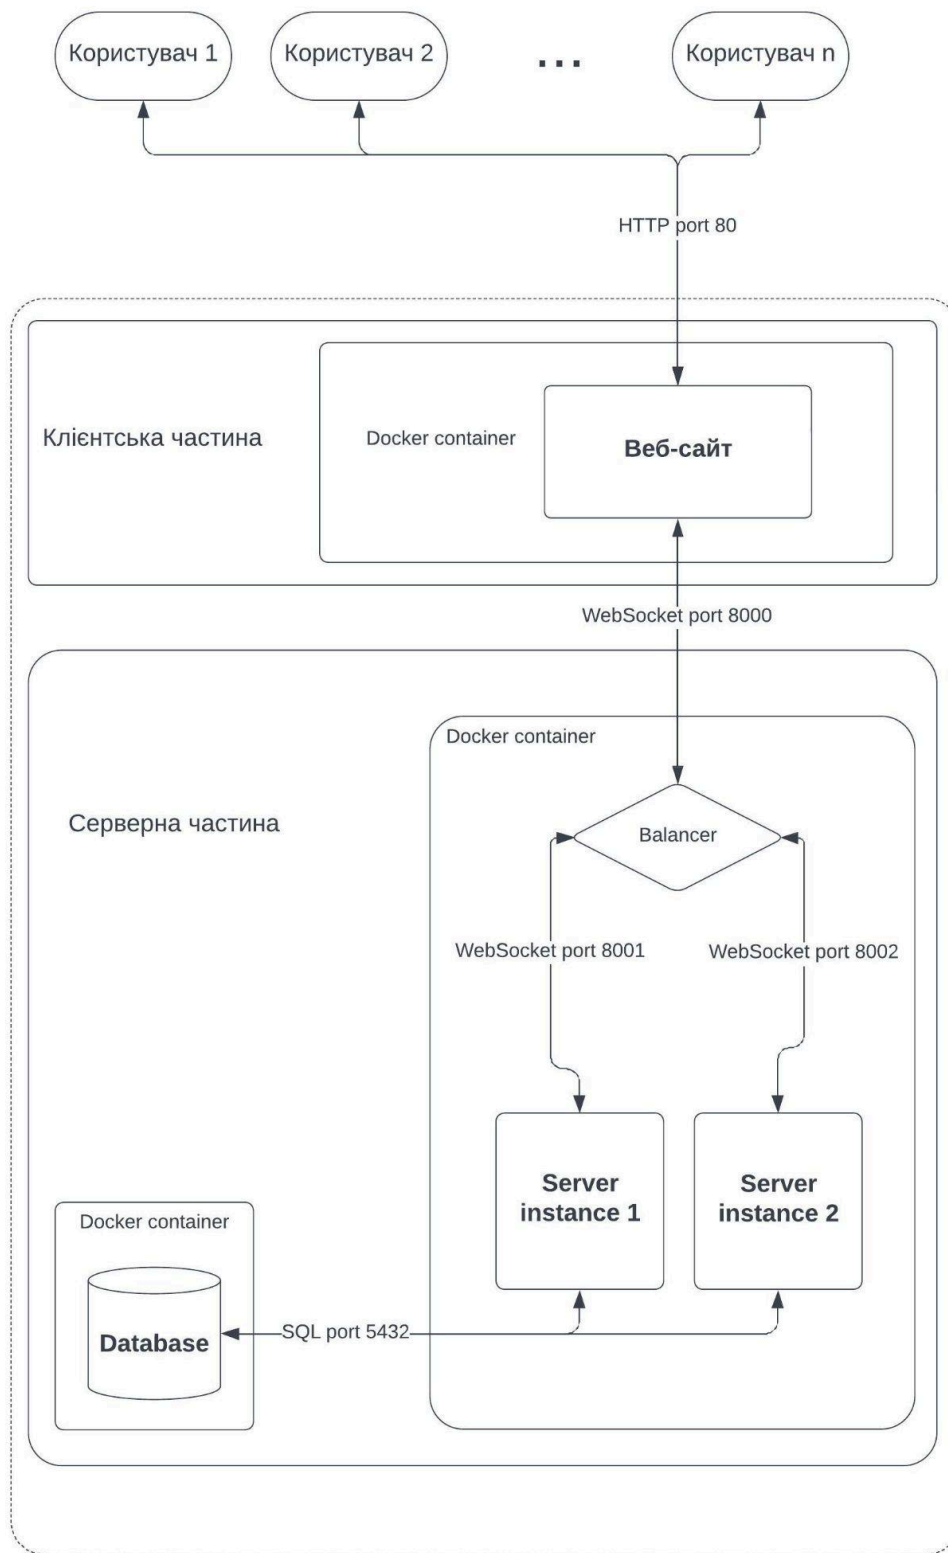 Користувач 1
Користувач 2
...
Користувач n
HTTP port 80
Клієнтська частина
Docker container
Веб-сайт
WebSocket port 8000
Docker container
Серверна частина
Balancer
WebSocket port 8001
WebSocket port 8002
Server
instance 1
Server
instance 2
Docker container
Database
SQL port 5432